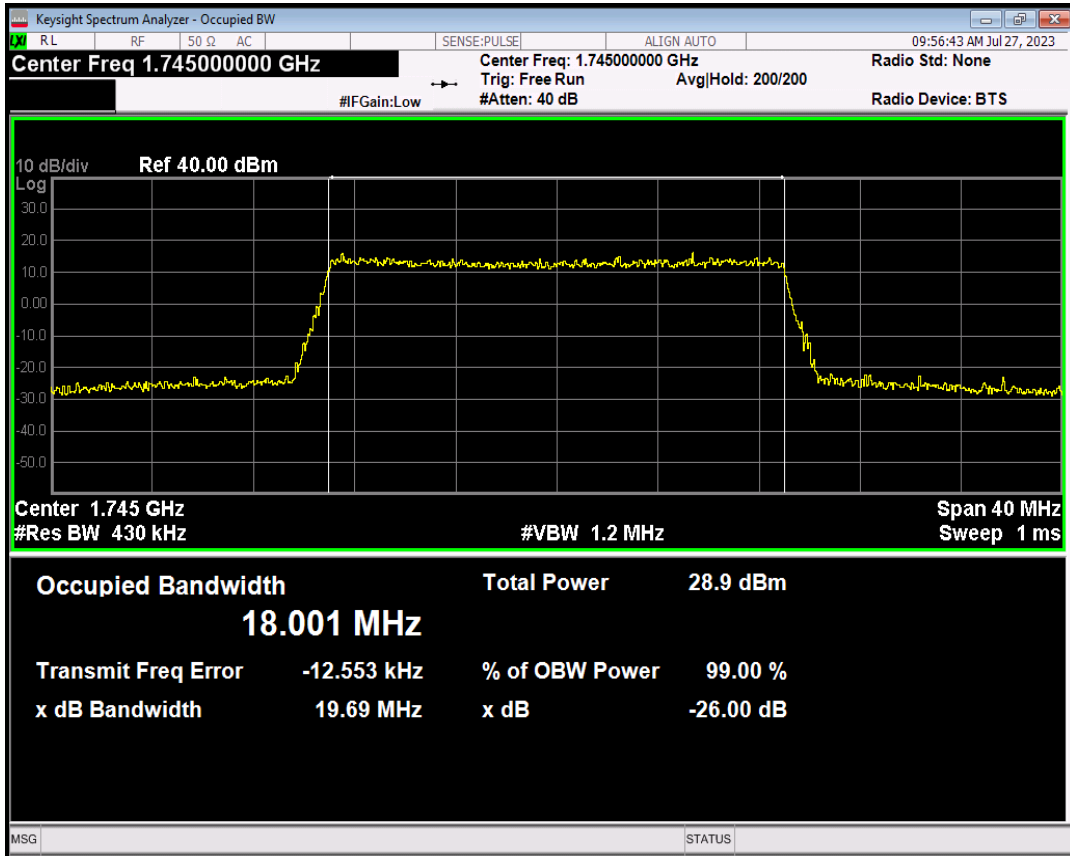 Keysight Spectrum Analyzer - Occupied BW
LXI RL RF 50 Ω AC SENSE:PULSE ALIGN AUTO 09:56:43 AM Jul 27, 2023
Center Freq 1.745000000 GHz Center Freq: 1.745000000 GHz Radio Std: None
Trig: Free Run Avg|Hold: 200/200
#IFGain:Low #Atten: 40 dB Radio Device: BTS
10 dB/div Ref 40.00 dBm
Log
30.0
20.0
10.0
0.00
-10.0
-20.0
-30.0
-40.0
-50.0
Center 1.745 GHz Span 40 MHz
#Res BW 430 kHz #VBW 1.2 MHz Sweep 1 ms
Occupied Bandwidth Total Power 28.9 dBm
18.001 MHz
Transmit Freq Error -12.553 kHz % of OBW Power 99.00 %
x dB Bandwidth 19.69 MHz x dB -26.00 dB
MSG STATUS